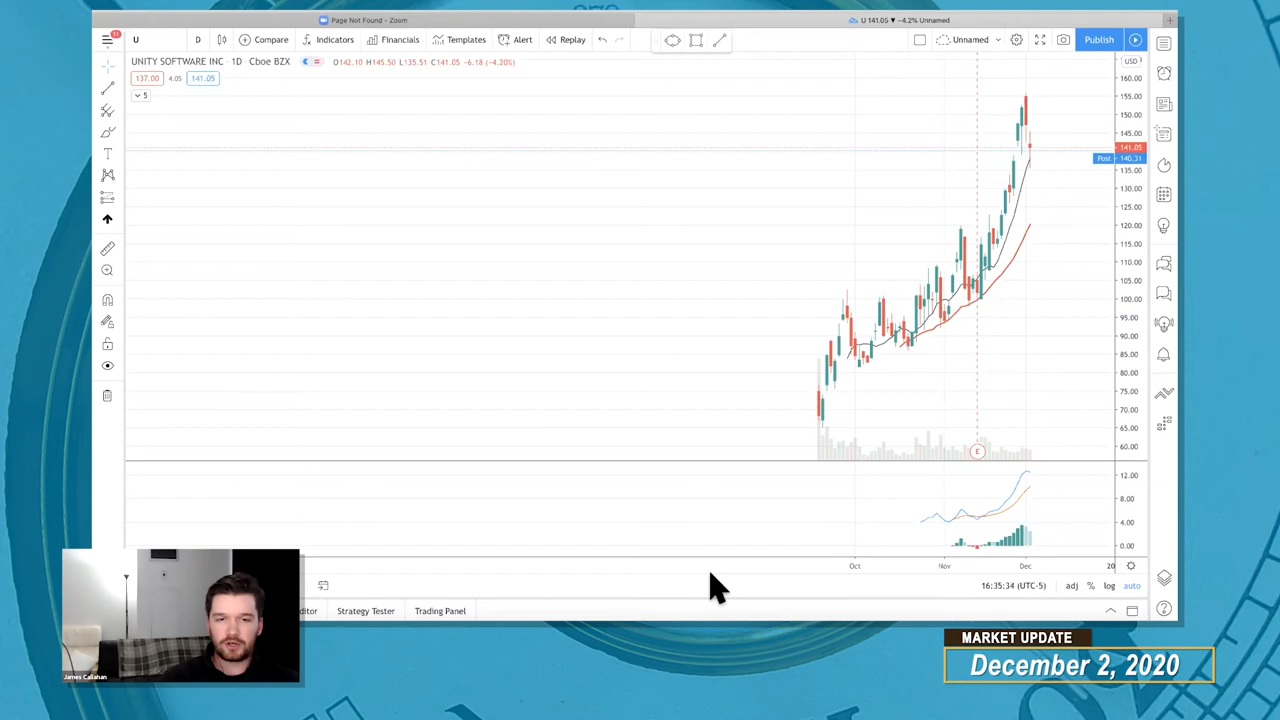 Page Not Found - Zoom
U 141.05 ▼ −4.2% Unnamed
11
U
D
Compare
Indicators
Financials
Templates
Alert
Replay
Unnamed
Publish
UNITY SOFTWARE INC · 1D · Cboe BZX
O142.10 H145.50 L135.51 C141.05 −6.18 (−4.20%)
USD
137.00 4.05 141.05
5
160.00
155.00
150.00
145.00
141.05
Post 140.31
135.00
130.00
125.00
120.00
115.00
110.00
105.00
100.00
95.00
90.00
85.00
80.00
75.00
70.00
65.00
60.00
E
12.00
8.00
4.00
0.00
Oct Nov Dec 20
16:35:34 (UTC-5) adj % log auto
itor Strategy Tester Trading Panel
James Callahan
MARKET UPDATE
December 2, 2020